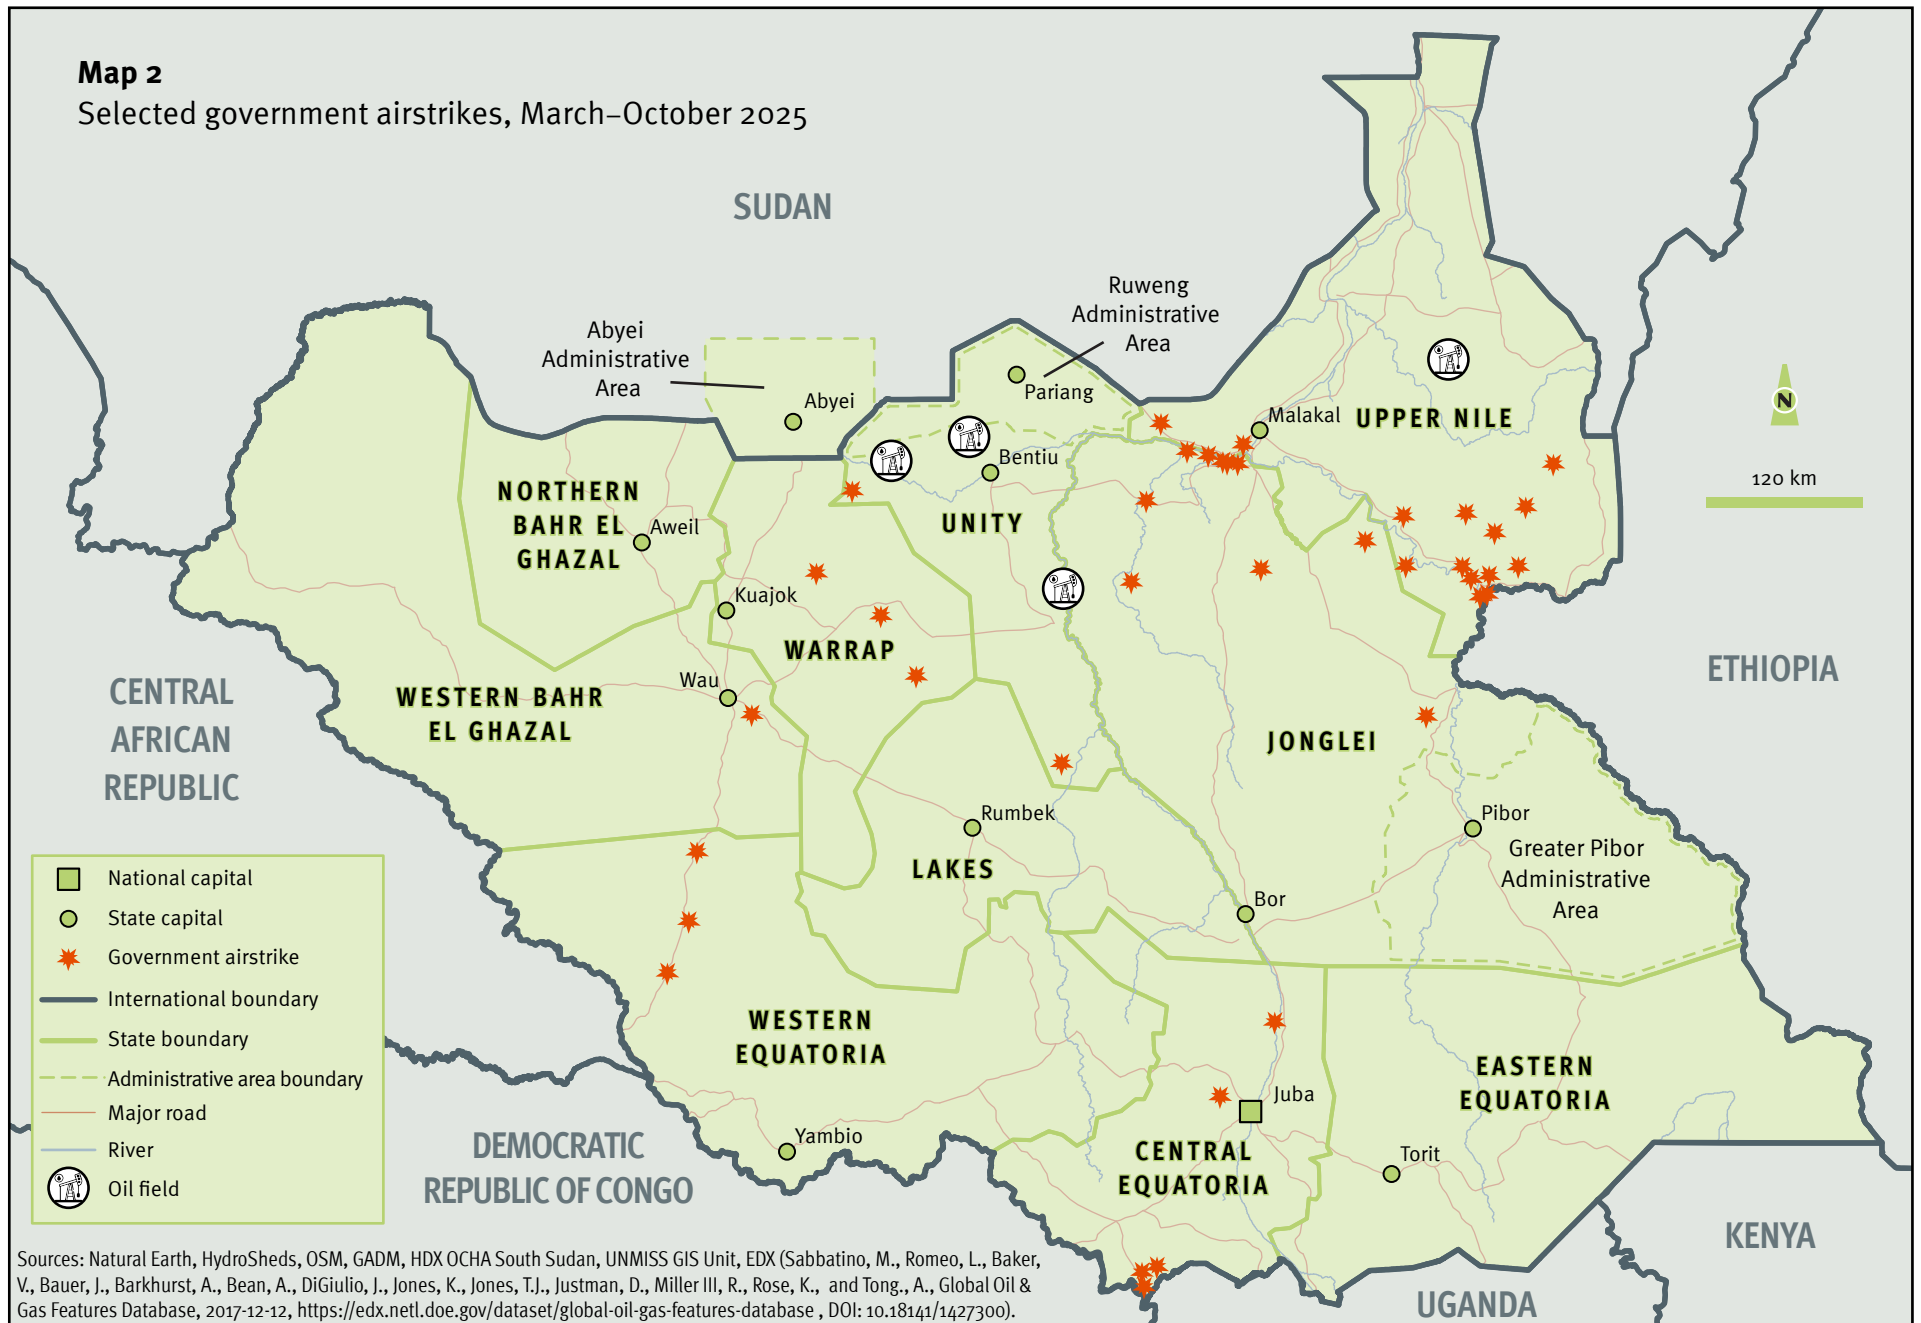 Map 2
Selected government airstrikes, March–October 2025
SUDAN
Ruweng
Administrative
Area
Abyei
Administrative
Area
Abyei
Pariang
Malakal
UPPER NILE
Bentiu
N
120 km
NORTHERN
BAHR EL
GHAZAL
Aweil
UNITY
Kuajok
WARRAP
Wau
WESTERN BAHR
EL GHAZAL
CENTRAL
AFRICAN
REPUBLIC
ETHIOPIA
JONGLEI
Rumbek
LAKES
Pibor
Greater Pibor
Administrative
Area
Bor
National capital
State capital
Government airstrike
International boundary
State boundary
Administrative area boundary
Major road
River
Oil field
WESTERN
EQUATORIA
EASTERN
EQUATORIA
Juba
Yambio
DEMOCRATIC
REPUBLIC OF CONGO
CENTRAL
EQUATORIA
Torit
KENYA
UGANDA
Sources: Natural Earth, HydroSheds, OSM, GADM, HDX OCHA South Sudan, UNMISS GIS Unit, EDX (Sabbatino, M., Romeo, L., Baker,
V., Bauer, J., Barkhurst, A., Bean, A., DiGiulio, J., Jones, K., Jones, T.J., Justman, D., Miller III, R., Rose, K., and Tong., A., Global Oil &
Gas Features Database, 2017-12-12, https://edx.netl.doe.gov/dataset/global-oil-gas-features-database , DOI: 10.18141/1427300).